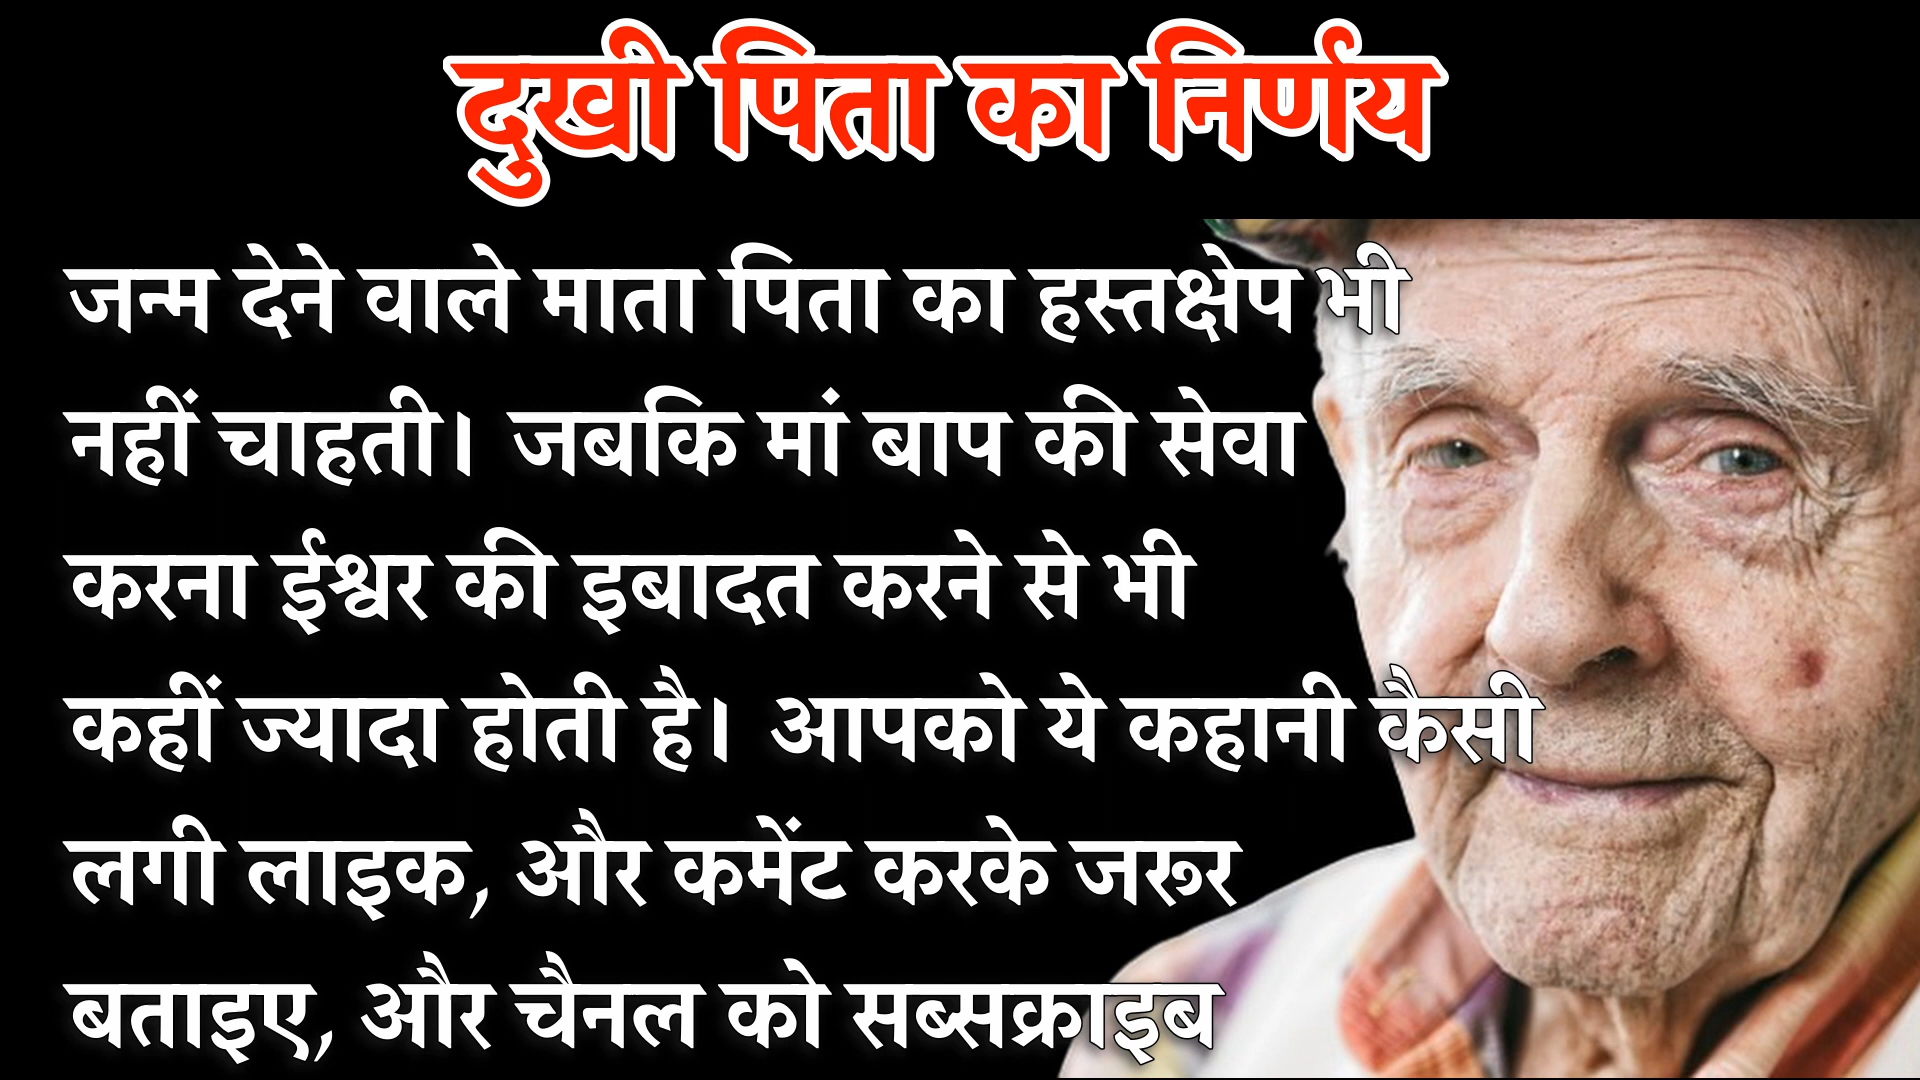 दुखी पिता का निर्णय
जन्म देने वाले माता पिता का हस्तक्षेप भी
नहीं चाहती। जबकि मां बाप की सेवा
करना ईश्वर की इबादत करने से भी
कहीं ज्यादा होती है। आपको ये कहानी कैसी
लगी लाइक, और कमेंट करके जरूर
बताइए, और चैनल को सब्सक्राइब